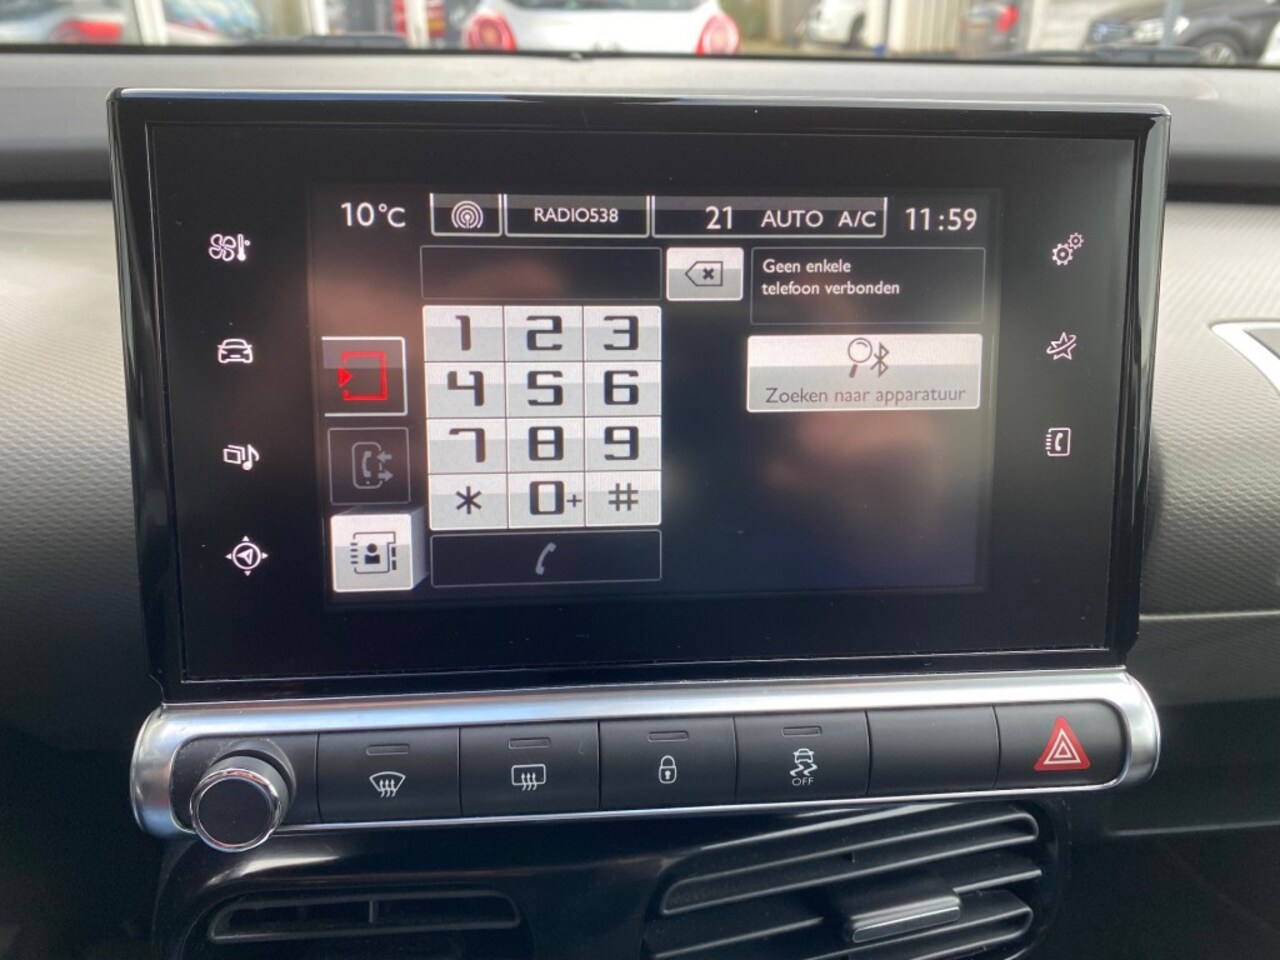 10°C RADIO538 21 AUTO A/C 11:59
Geen enkele
telefoon verbonden
1 2 3
4 5 6
7 8 9
* 0+ #
Zoeken naar apparatuur
OFF